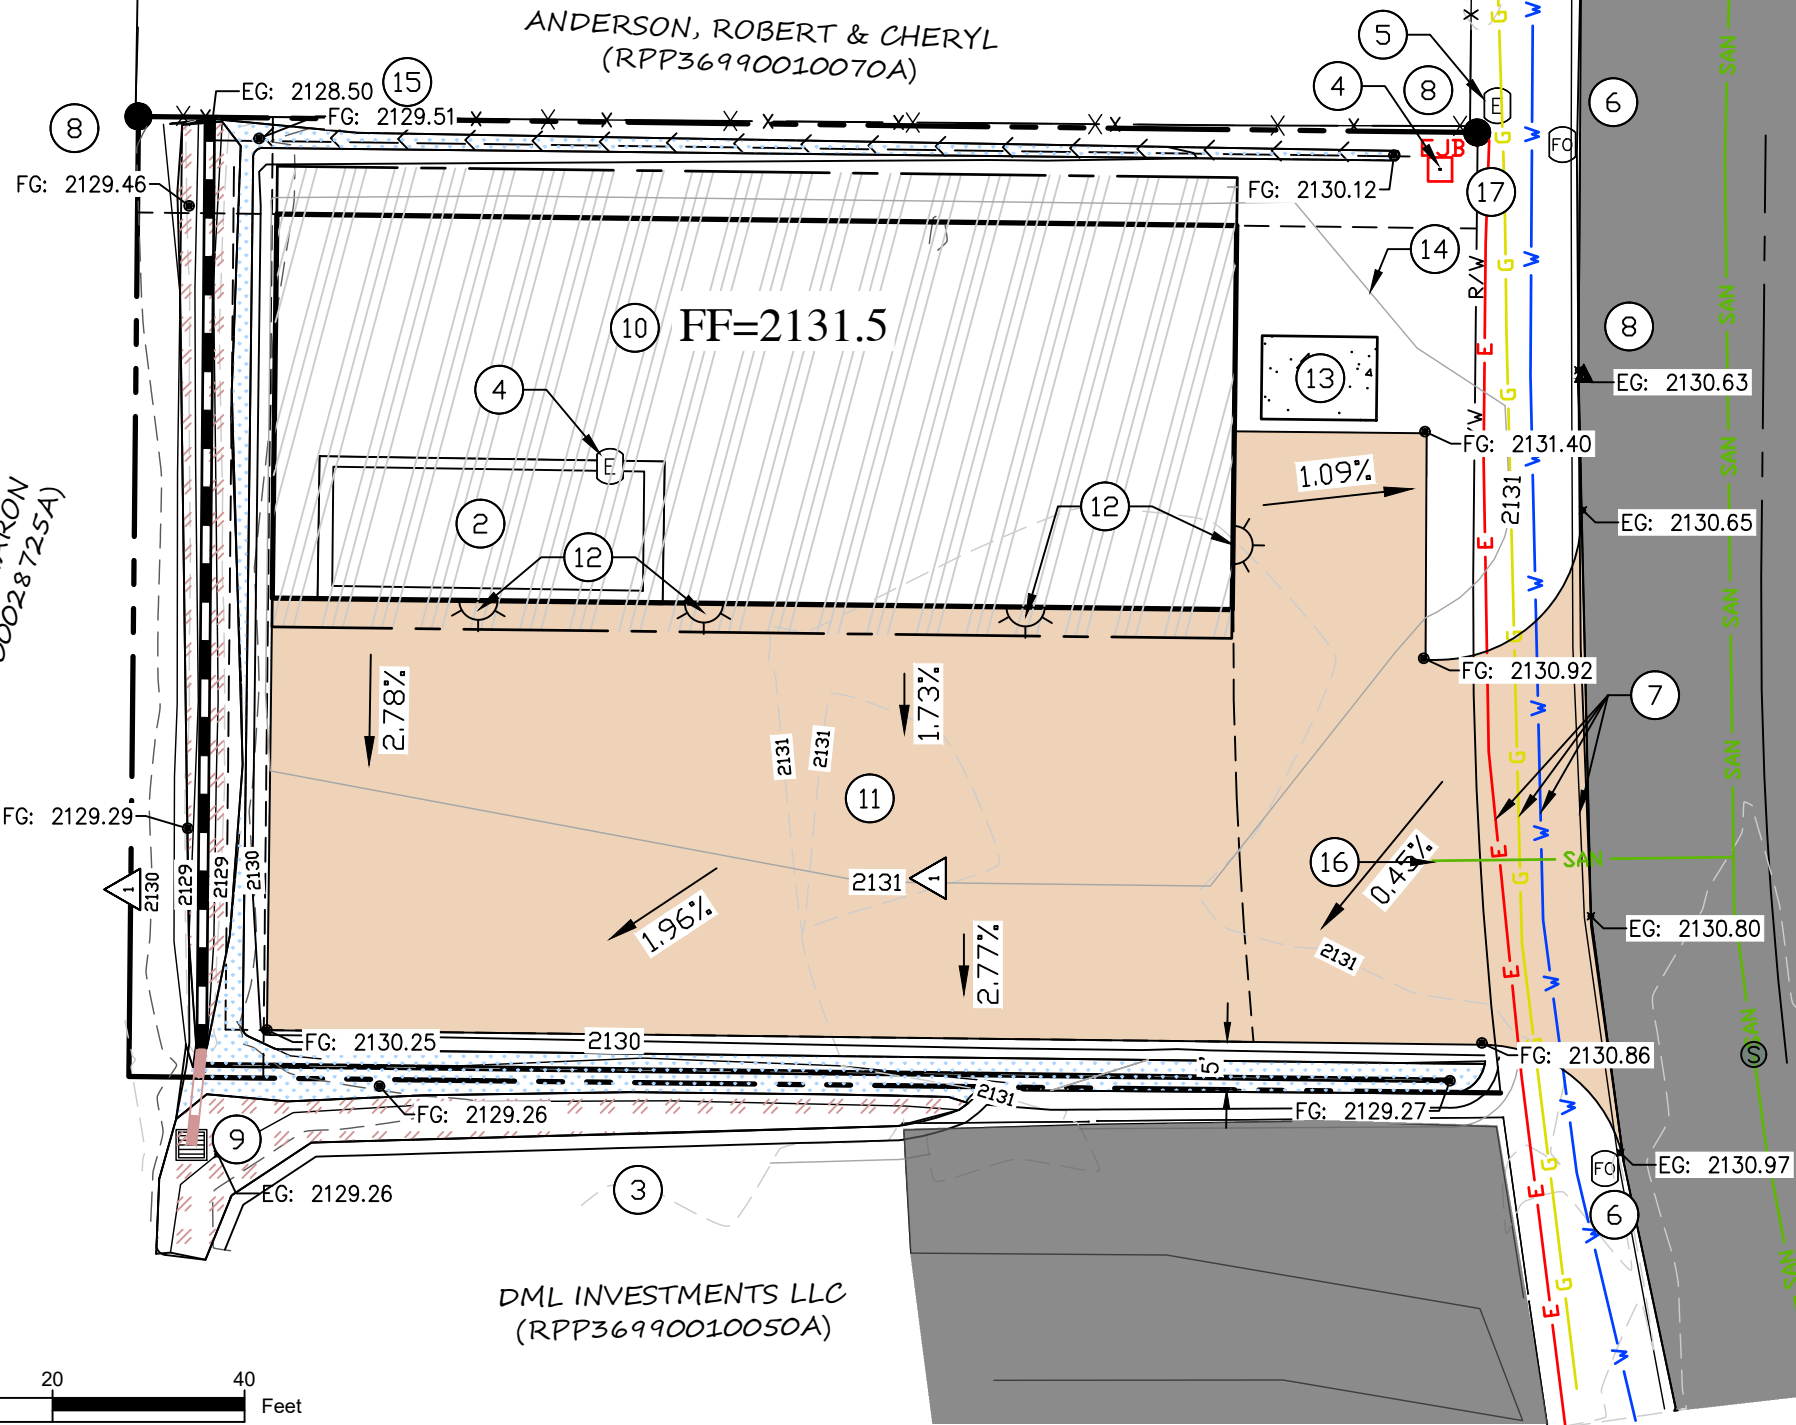 ANDERSON, ROBERT & CHERYL
(RPP36990010070A)
5
4
8
6
E
FO
EJB
17
8
EG: 2128.50
15
FG: 2129.51
FG: 2129.46
FG: 2130.12
14
R/W
10
FF=2131.5
13
8
EG: 2130.63
4
E
FG: 2131.40
1.09%
2131
EG: 2130.65
2
12
12
FG: 2130.92
7
2.78%
1.73%
2131
2131
11
FG: 2129.29
2130
2129
2129
2130
1
2131
1
16
SAN
0.45%
1.96%
2.77%
2131
EG: 2130.80
FG: 2130.25
2130
5'
FG: 2130.86
S
FG: 2129.26
2131
FG: 2129.27
9
EG: 2129.26
3
FO
EG: 2130.97
6
DML INVESTMENTS LLC
(RPP36990010050A)
20
40
Feet
E
G
W
SAN